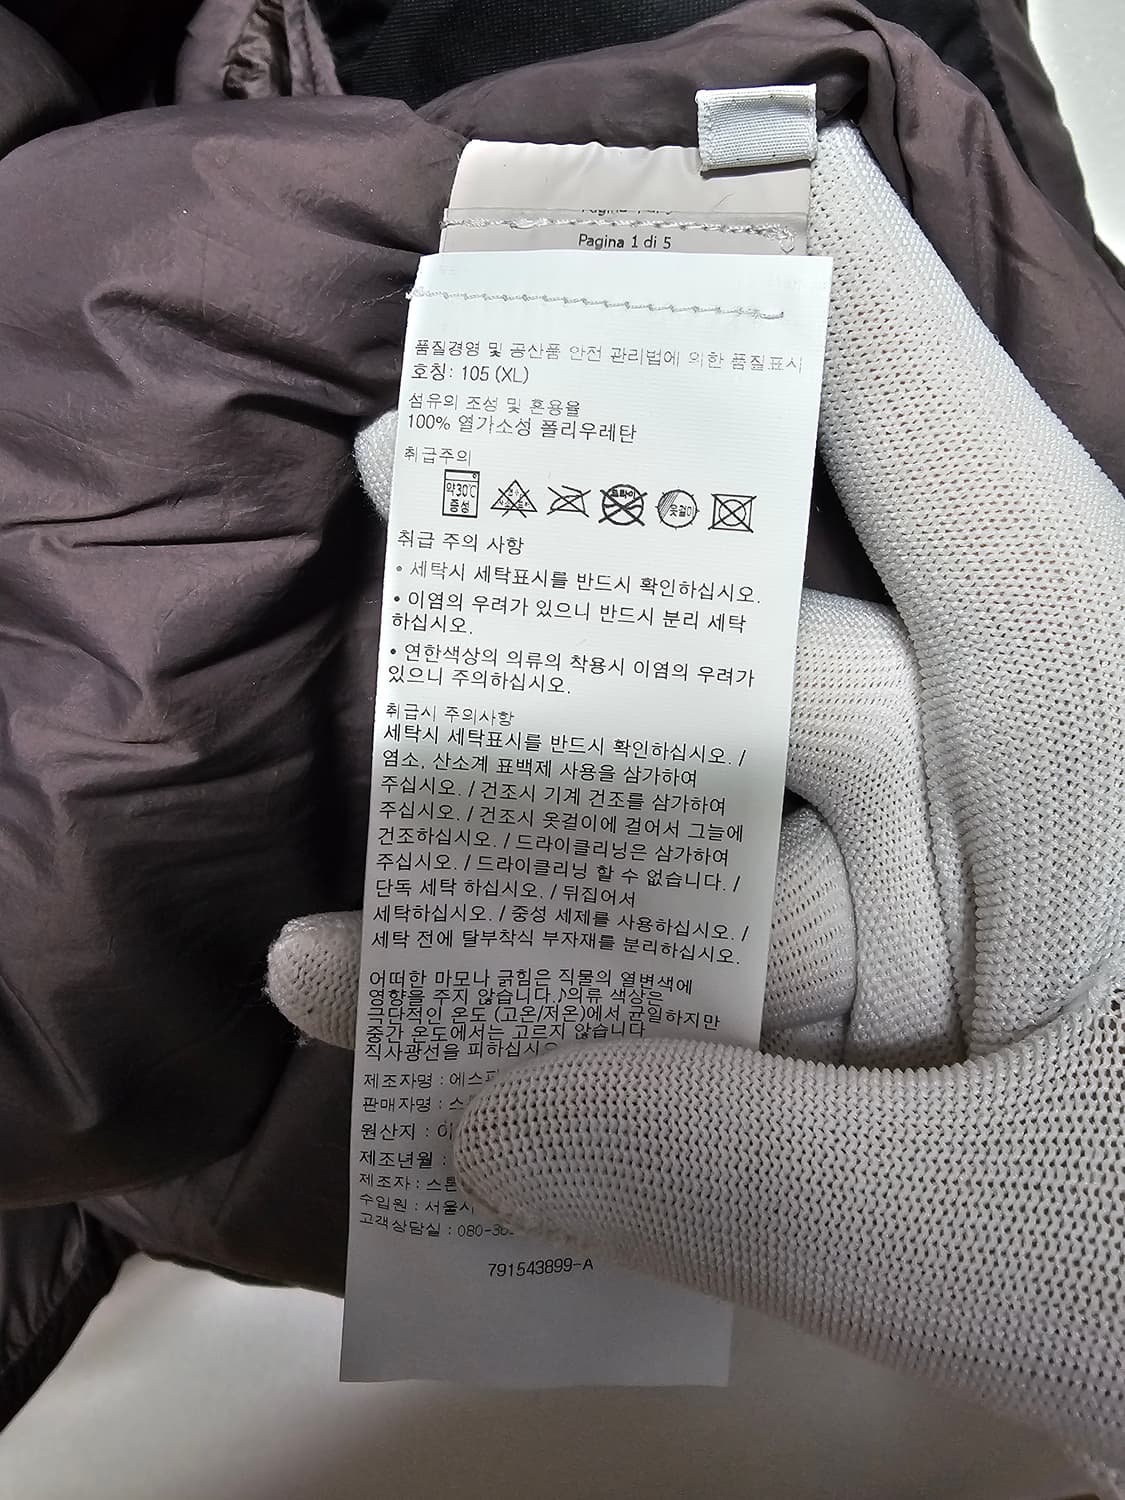 Pagina 1 di 5
품질경영 및 공산품 안전 관리법에 의한 품질표시
호칭: 105 (XL)
섬유의 조성 및 혼용율
100% 열가소성 폴리우레탄
취급주의
약30℃
중성
드라이
옷걸이
취급 주의 사항
• 세탁시 세탁표시를 반드시 확인하십시오.
• 이염의 우려가 있으니 반드시 분리 세탁
하십시오.
• 연한색상의 의류의 착용시 이염의 우려가
있으니 주의하십시오.
취급시 주의사항
세탁시 세탁표시를 반드시 확인하십시오. /
염소, 산소계 표백제 사용을 삼가하여
주십시오. / 건조시 기계 건조를 삼가하여
주십시오. / 건조시 옷걸이에 걸어서 그늘에
건조하십시오. / 드라이클리닝은 삼가하여
주십시오. / 드라이클리닝 할 수 없습니다. /
단독 세탁 하십시오. / 뒤집어서
세탁하십시오. / 중성 세제를 사용하십시오. /
세탁 전에 탈부착식 부자재를 분리하십시오.
어떠한 마모나 긁힘은 직물의 열변색에
영향을 주지 않습니다./의류 색상은
극단적인 온도 (고온/저온)에서 균일하지만
중간 온도에서는 고르지 않습니다
직사광선을 피하십시오
제조자명 : 에스
판매자명 :
원산지 :
제조년월 :
제조자 : 스톤
수입원 : 서울시
고객상담실 : 080-36
791543899-A